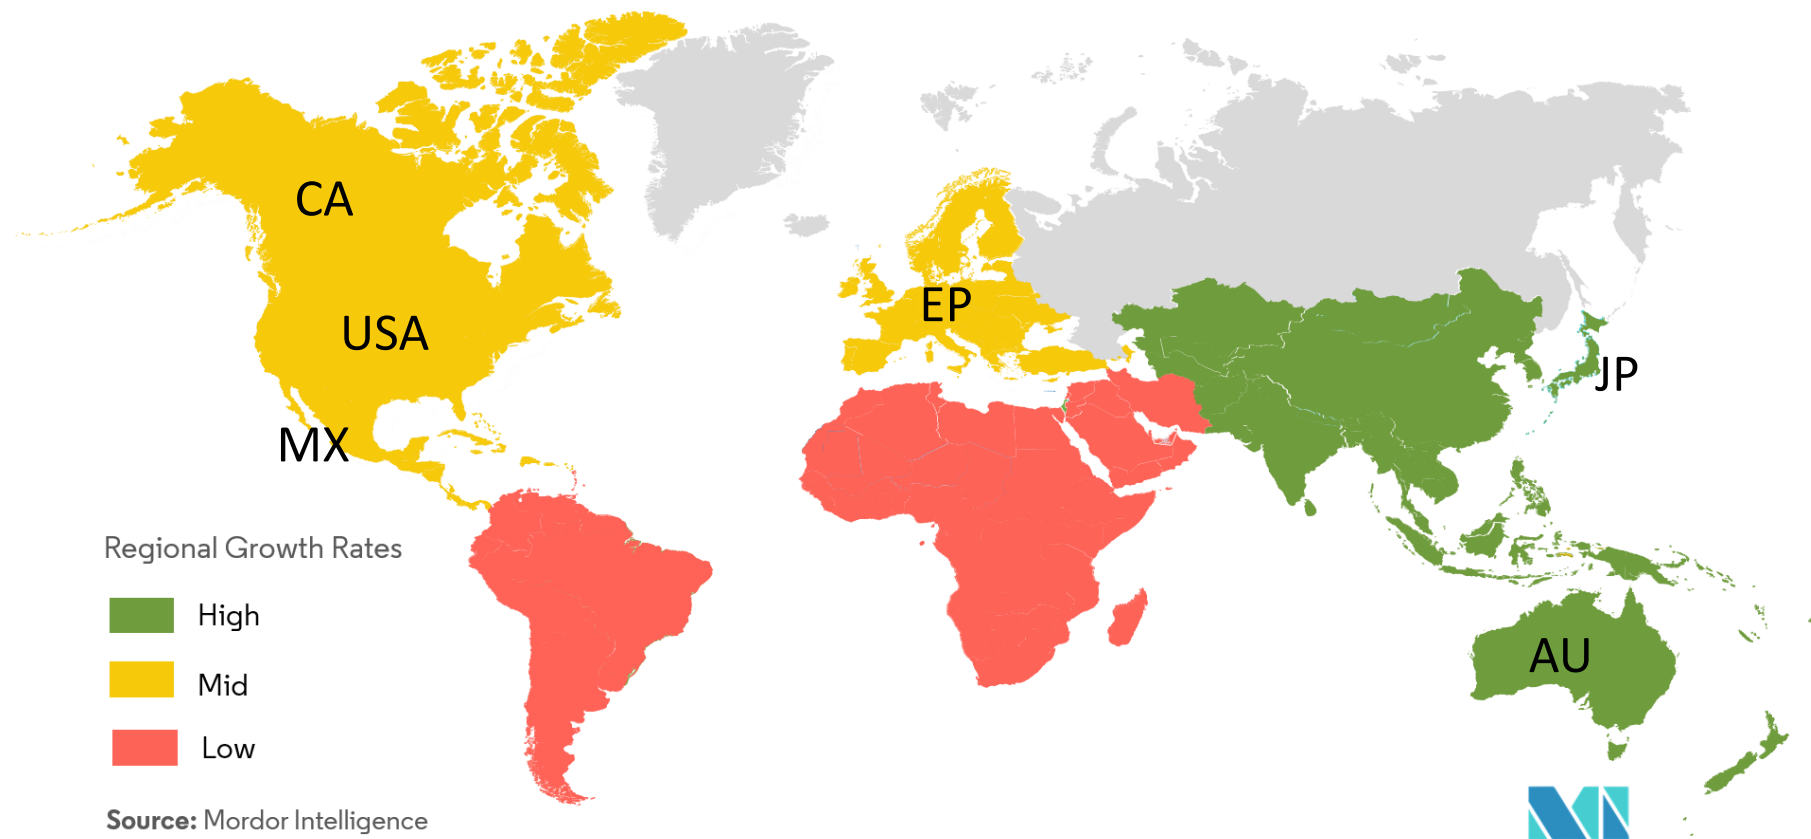 CA
EP
USA
JP
MX
Regional Growth Rates
High
Mid
AU
Low
Source: Mordor Intelligence